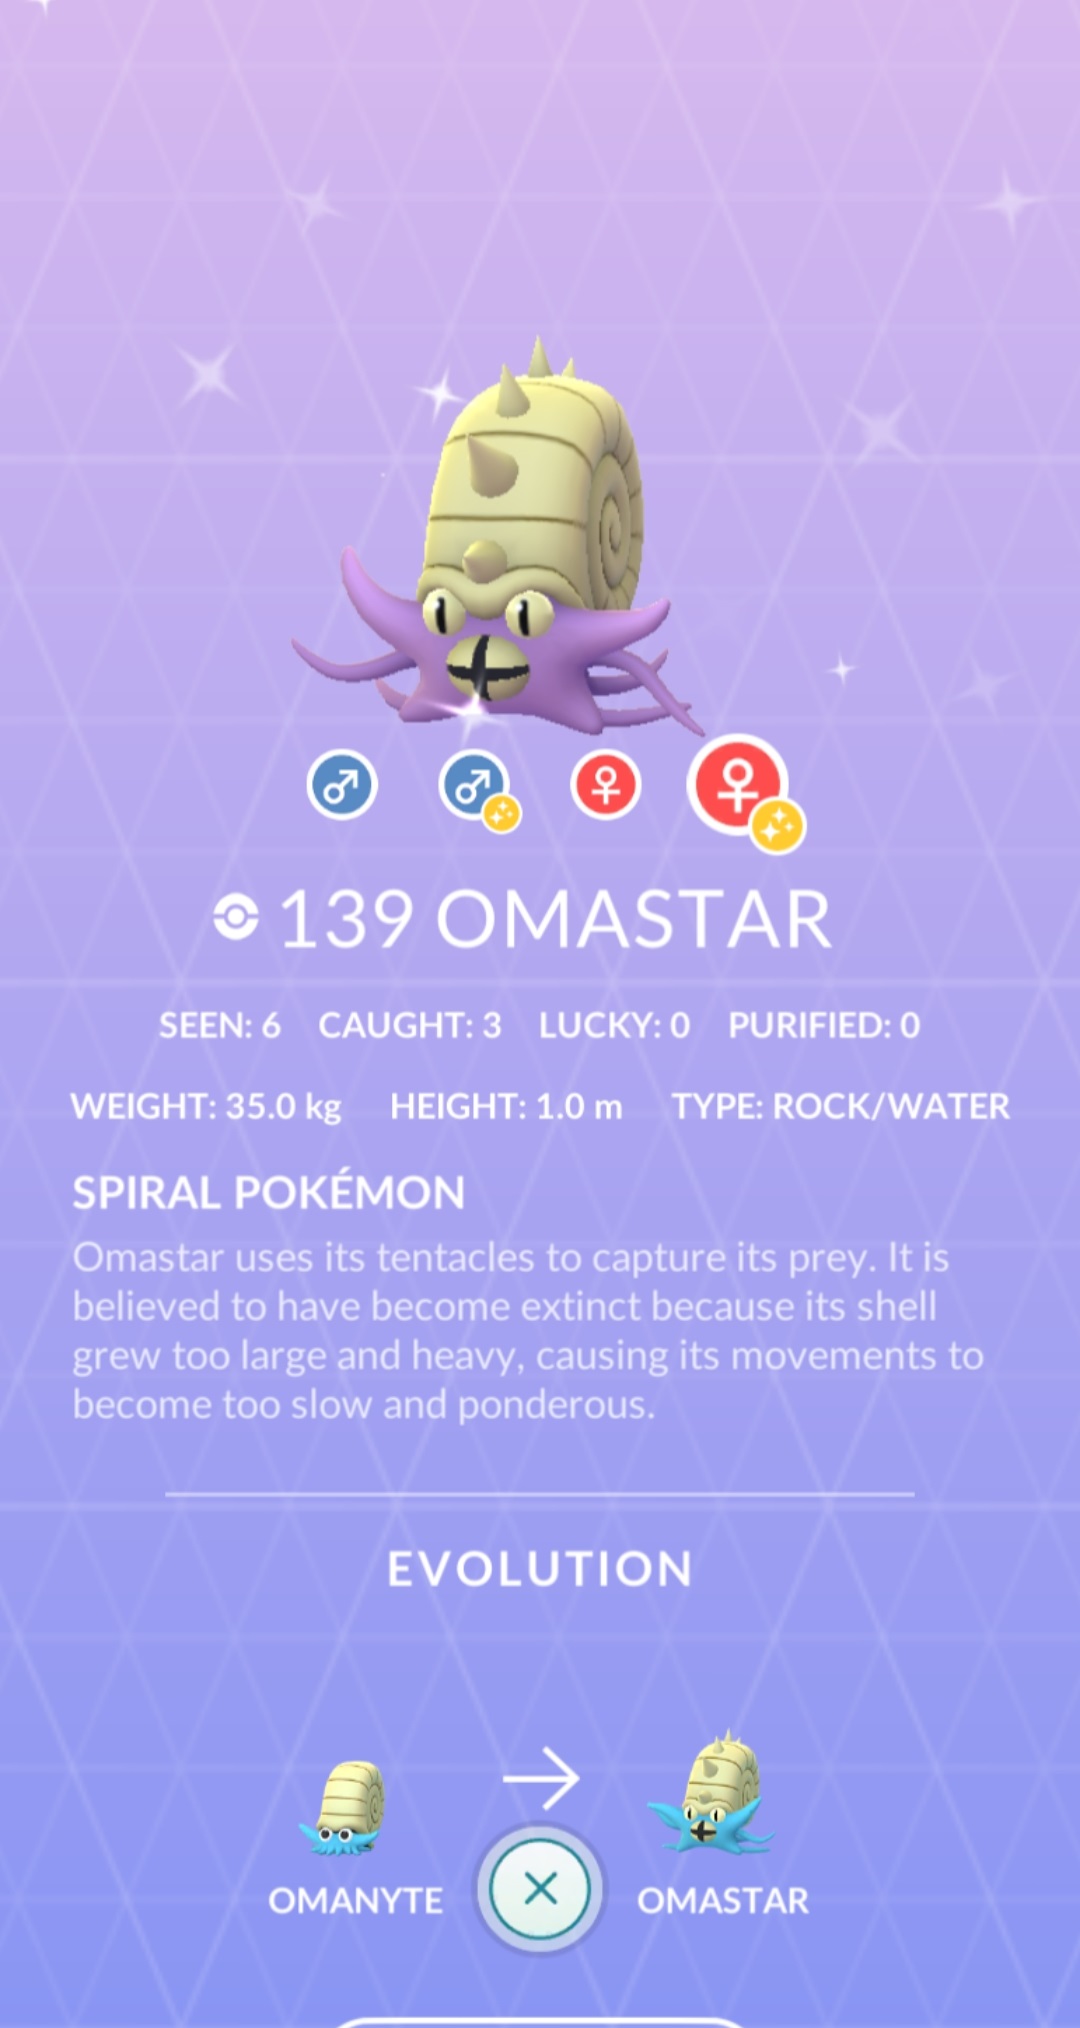 139 OMASTAR
SEEN: 6 CAUGHT: 3 LUCKY: 0 PURIFIED: 0
WEIGHT: 35.0 kg HEIGHT: 1.0 m TYPE: ROCK/WATER
SPIRAL POKÉMON
Omastar uses its tentacles to capture its prey. It is
believed to have become extinct because its shell
grew too large and heavy, causing its movements to
become too slow and ponderous.
EVOLUTION
OMANYTE OMASTAR